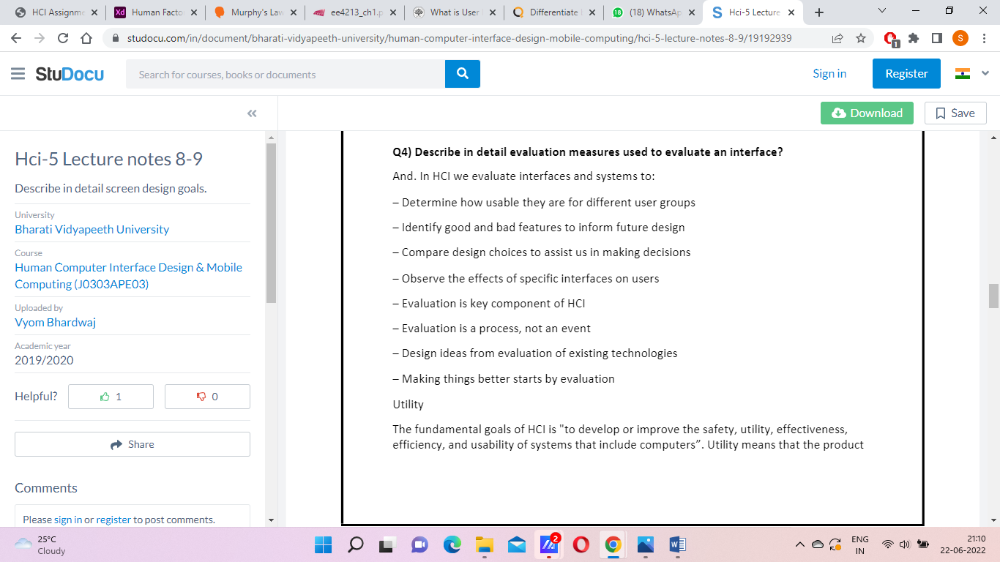 HCI Assignme
Human Facto
Murphy's Law
ee4213_ch1.p
What is User
Differentiate
(18) WhatsAp
Hci-5 Lecture
studocu.com/in/document/bharati-vidyapeeth-university/human-computer-interface-design-mobile-computing/hci-5-lecture-notes-8-9/19192939
1
S
StuDocu
Search for courses, books or documents
Sign in
Register
Download
Save
Hci-5 Lecture notes 8-9
Describe in detail screen design goals.
University
Bharati Vidyapeeth University
Course
Human Computer Interface Design & Mobile
Computing (J0303APE03)
Uploaded by
Vyom Bhardwaj
Academic year
2019/2020
Helpful?
1
0
Share
Comments
Please sign in or register to post comments.
Q4) Describe in detail evaluation measures used to evaluate an interface?
And. In HCI we evaluate interfaces and systems to:
– Determine how usable they are for different user groups
– Identify good and bad features to inform future design
– Compare design choices to assist us in making decisions
– Observe the effects of specific interfaces on users
– Evaluation is key component of HCI
– Evaluation is a process, not an event
– Design ideas from evaluation of existing technologies
– Making things better starts by evaluation
Utility
The fundamental goals of HCI is "to develop or improve the safety, utility, effectiveness,
efficiency, and usability of systems that include computers”. Utility means that the product
25°C
Cloudy
2
ENG
IN
21:10
22-06-2022